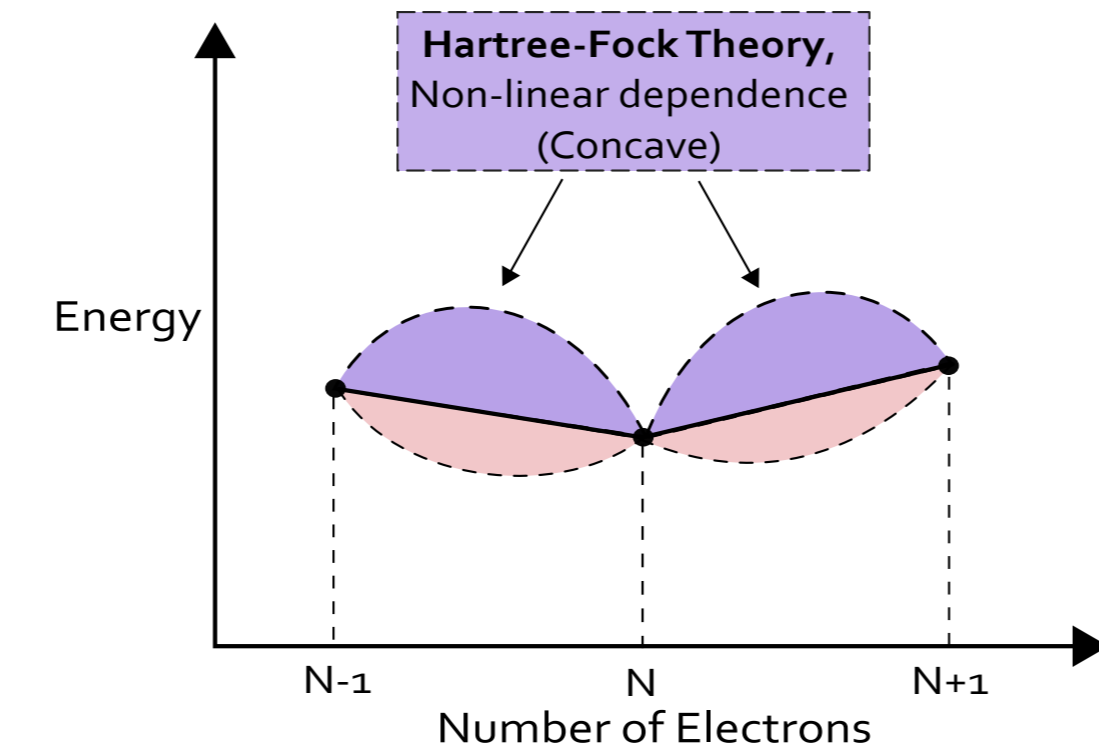 Hartree-Fock Theory,
Non-linear dependence
(Concave)
Energy
N-1
N
N+1
Number of Electrons